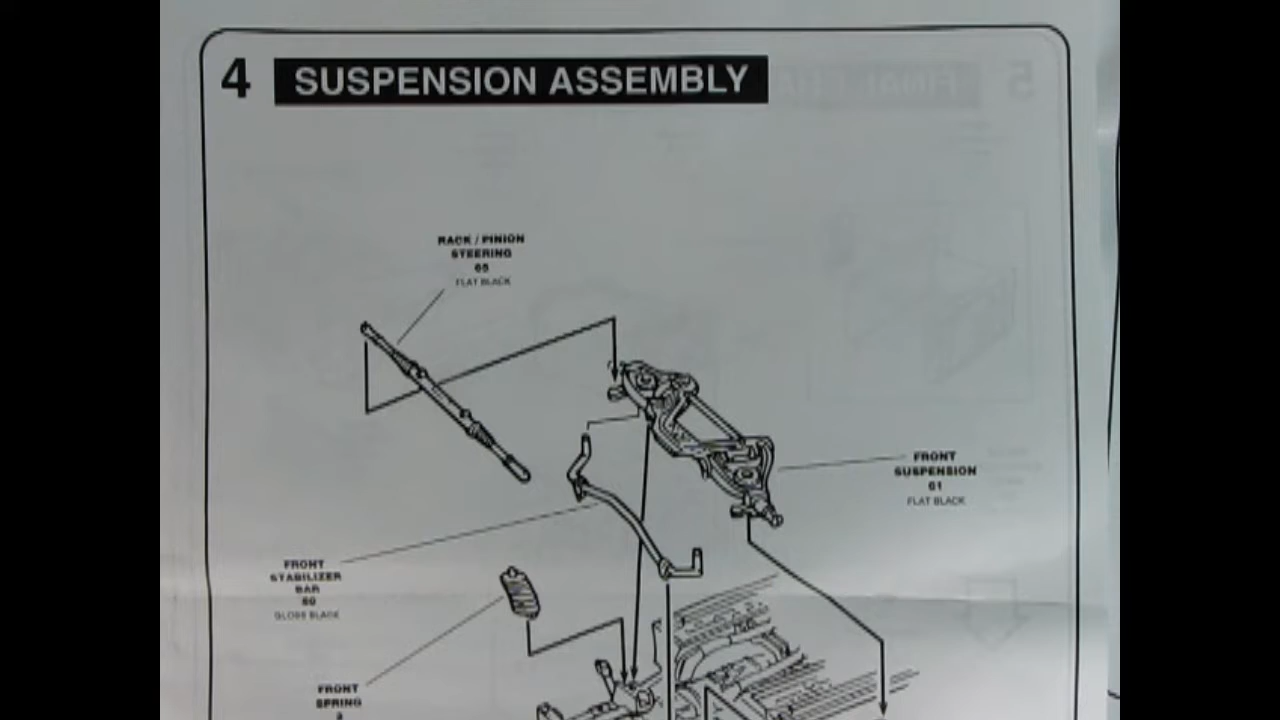 4 SUSPENSION ASSEMBLY
RACK / PINION
STEERING
65
FLAT BLACK
FRONT
SUSPENSION
61
FLAT BLACK
FRONT
STABILIZER
BAR
60
GLOSS BLACK
FRONT
SPRING